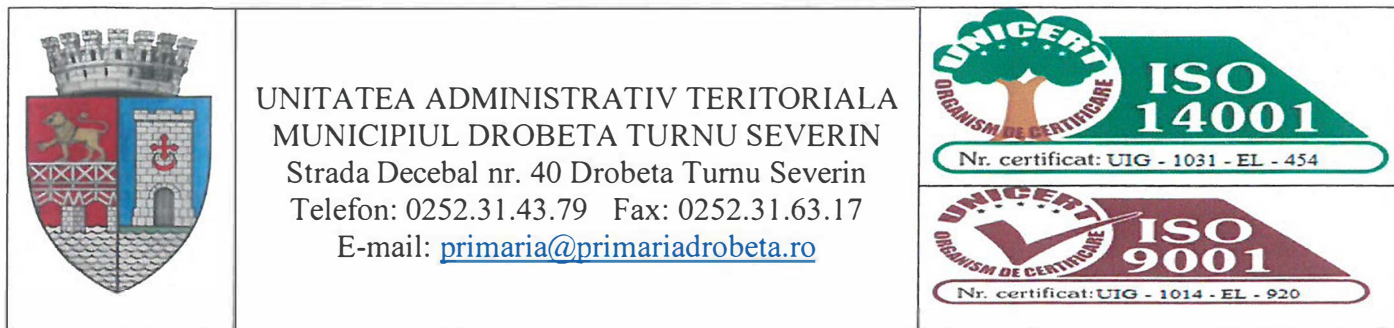 UNITATEA ADMINISTRATIV TERITORIALA
MUNICIPIUL DROBETA TURNU SEVERIN
Strada Decebal nr. 40 Drobeta Turnu Severin
Telefon: 0252.31.43.79 Fax: 0252.31.63.17
E-mail: primaria@primariadrobeta.ro
UNICERT
ORGANISM DE CERTIFICARE
ISO
14001
Nr. certificat: UIG - 1031 - EL - 454
UNICERT
ORGANISM DE CERTIFICARE
ISO
9001
Nr. certificat: UIG - 1014 - EL - 920